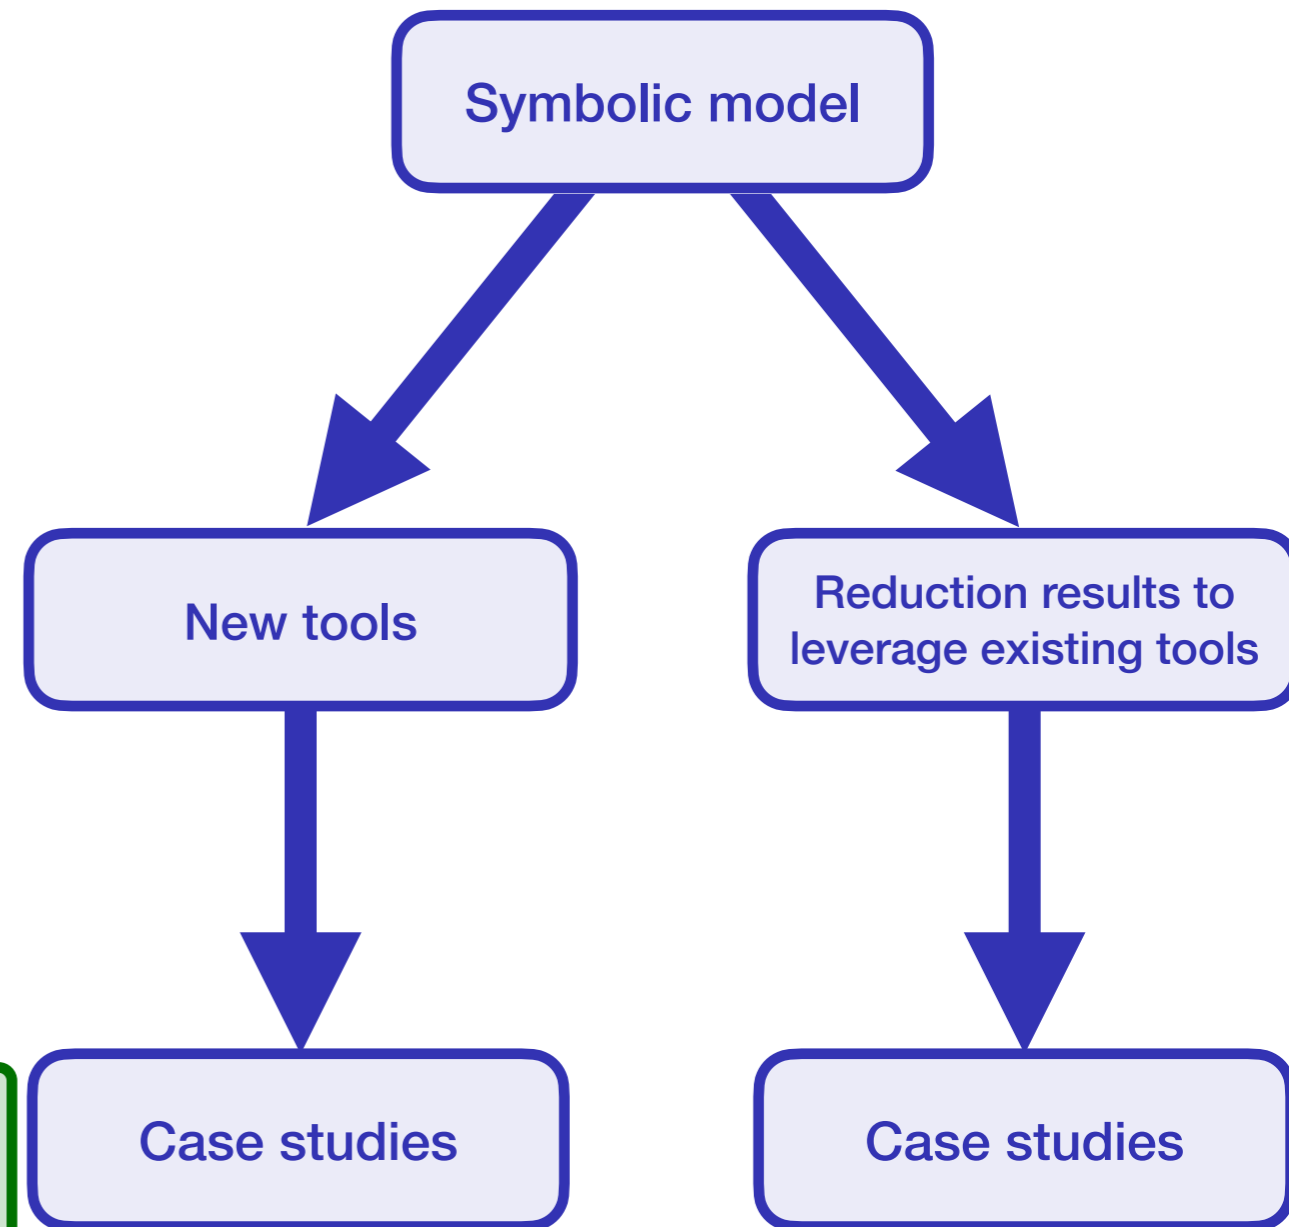 Symbolic model
New tools
Reduction results to
leverage existing tools
Case studies
Case studies